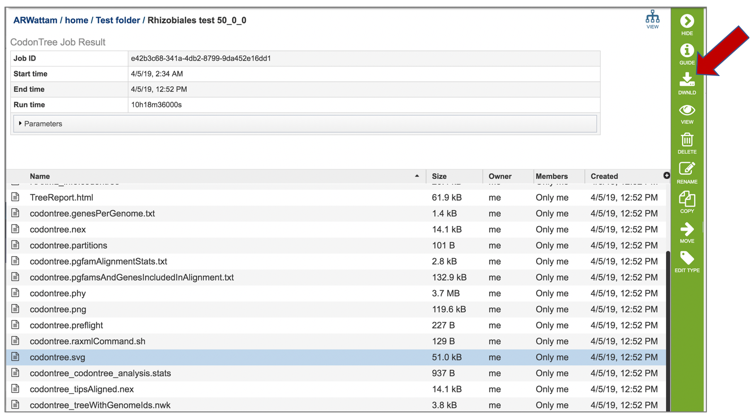 ARWattam / home / Test folder / Rhizobiales test 50_0_0
VIEW
CodonTree Job Result
Job ID e42b3c68-341a-4db2-8799-9da452e16dd1
Start time 4/5/19, 2:34 AM
End time 4/5/19, 12:52 PM
Run time 10h18m36000s
Parameters
Name Size Owner Members Created
TreeReport.html 61.9 kB me Only me 4/5/19, 12:52 PM
codontree.genesPerGenome.txt 1.4 kB me Only me 4/5/19, 12:52 PM
codontree.nex 14.1 kB me Only me 4/5/19, 12:52 PM
codontree.partitions 101 B me Only me 4/5/19, 12:52 PM
codontree.pgfamAlignmentStats.txt 2.8 kB me Only me 4/5/19, 12:52 PM
codontree.pgfamsAndGenesIncludedInAlignment.txt 132.9 kB me Only me 4/5/19, 12:52 PM
codontree.phy 3.7 MB me Only me 4/5/19, 12:52 PM
codontree.png 119.6 kB me Only me 4/5/19, 12:52 PM
codontree.preflight 227 B me Only me 4/5/19, 12:52 PM
codontree.raxmlCommand.sh 129 B me Only me 4/5/19, 12:52 PM
codontree.svg 51.0 kB me Only me 4/5/19, 12:52 PM
codontree_codontree_analysis.stats 937 B me Only me 4/5/19, 12:52 PM
codontree_tipsAligned.nex 14.1 kB me Only me 4/5/19, 12:52 PM
codontree_treeWithGenomeIds.nwk 3.8 kB me Only me 4/5/19, 12:52 PM
HIDE
GUIDE
DWNLD
VIEW
DELETE
RENAME
COPY
MOVE
EDIT TYPE